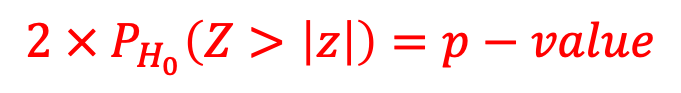 2 × P_{H_0}(Z > |z|) = p − value